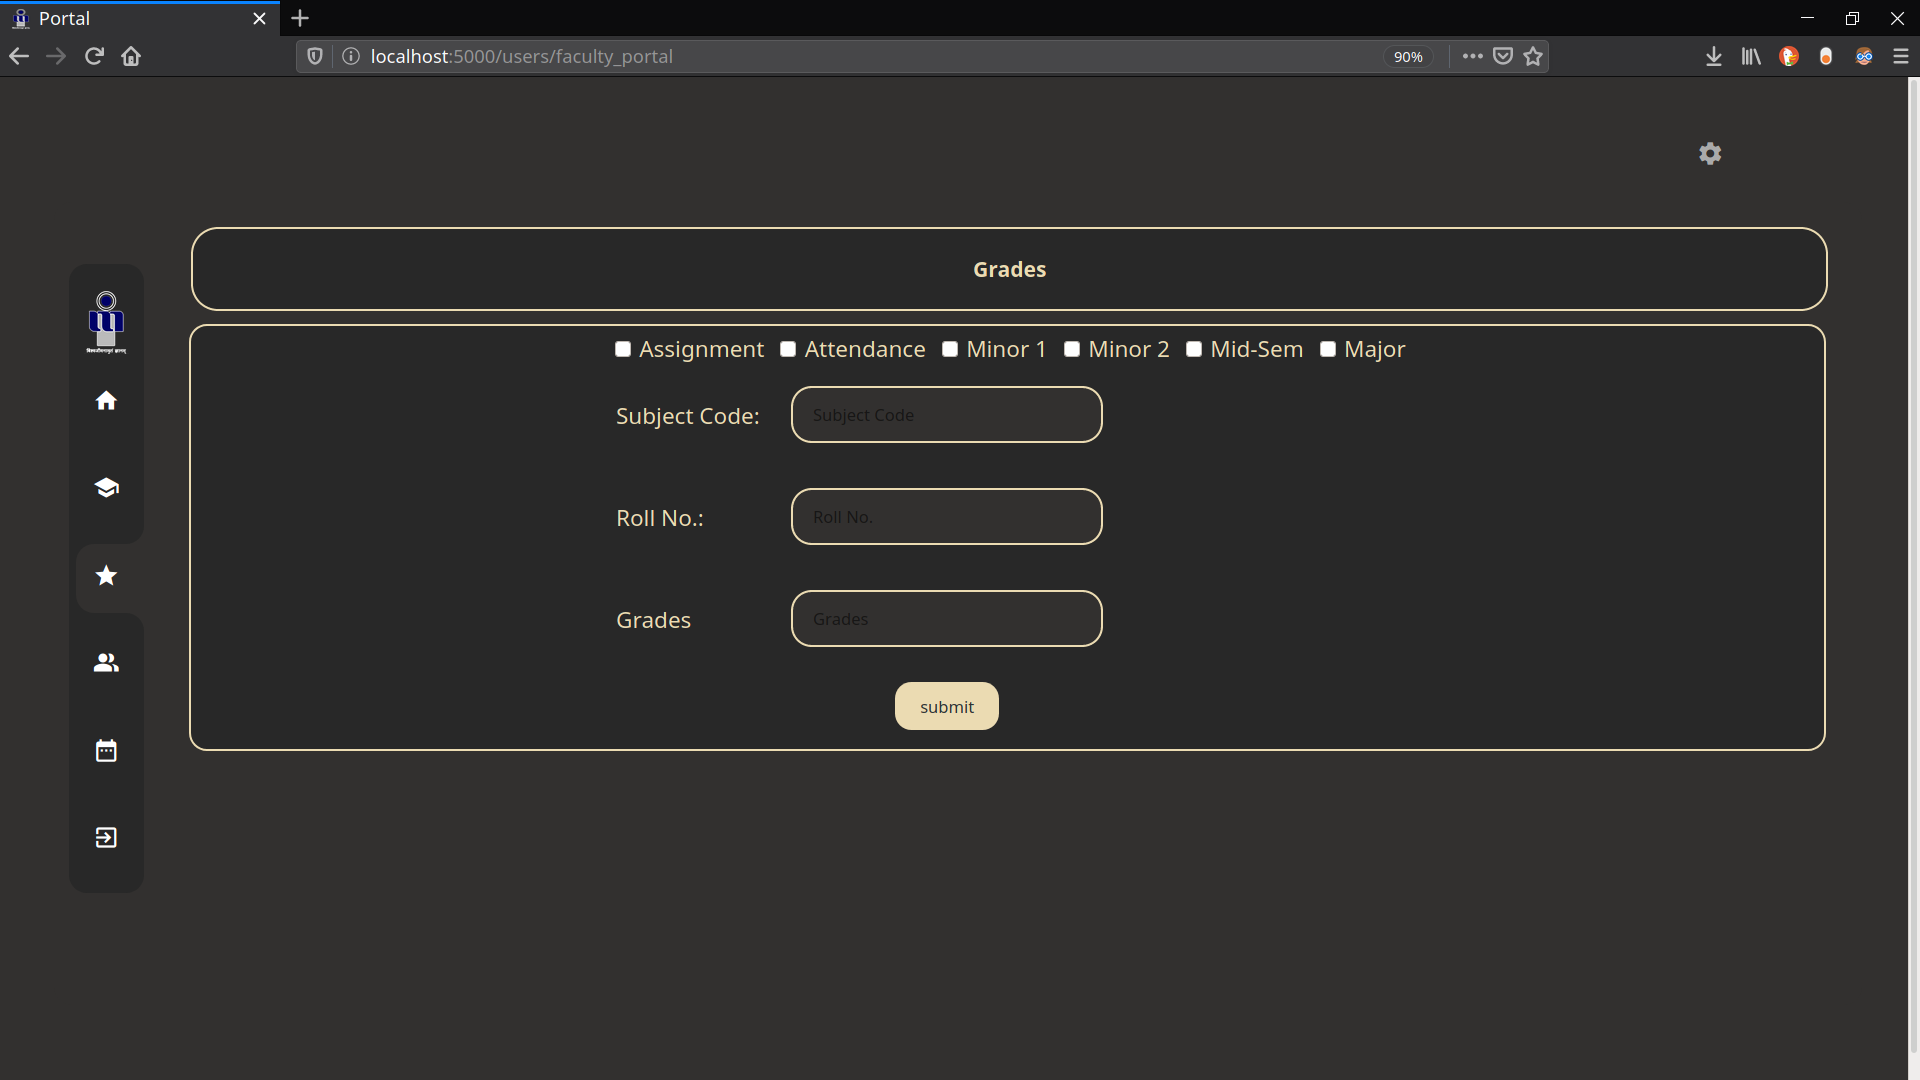 Portal
localhost:5000/users/faculty_portal
90%
Grades
Assignment Attendance Minor 1 Minor 2 Mid-Sem Major
Subject Code: Subject Code
Roll No.: Roll No.
Grades Grades
submit